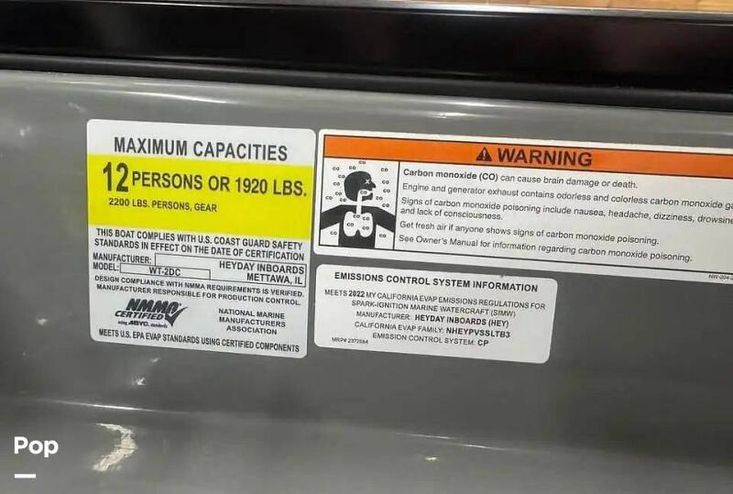 MAXIMUM CAPACITIES
12 PERSONS OR 1920 LBS.
2200 LBS. PERSONS, GEAR
THIS BOAT COMPLIES WITH U.S. COAST GUARD SAFETY
STANDARDS IN EFFECT ON THE DATE OF CERTIFICATION
MANUFACTURER: HEYDAY INBOARDS
MODEL: WT-2DC METTAWA, IL
DESIGN COMPLIANCE WITH NMMA REQUIREMENTS IS VERIFIED.
MANUFACTURER RESPONSIBLE FOR PRODUCTION CONTROL.
NMMA
CERTIFIED
using ABYC standards
NATIONAL MARINE
MANUFACTURERS
ASSOCIATION
MEETS U.S. EPA EVAP STANDARDS USING CERTIFIED COMPONENTS
WARNING
Carbon monoxide (CO) can cause brain damage or death.
Engine and generator exhaust contains odorless and colorless carbon monoxide ga
Signs of carbon monoxide poisoning include nausea, headache, dizziness, drowsine
and lack of consciousness.
Get fresh air if anyone shows signs of carbon monoxide poisoning.
See Owner's Manual for information regarding carbon monoxide poisoning.
EMISSIONS CONTROL SYSTEM INFORMATION
MEETS 2022 MY CALIFORNIA EVAP EMISSIONS REGULATIONS FOR
SPARK-IGNITION MARINE WATERCRAFT (SIMW)
MANUFACTURER: HEYDAY INBOARDS (HEY)
CALIFORNIA EVAP FAMILY: NHEYPVSSLTB3
EMISSION CONTROL SYSTEM: CP
Pop